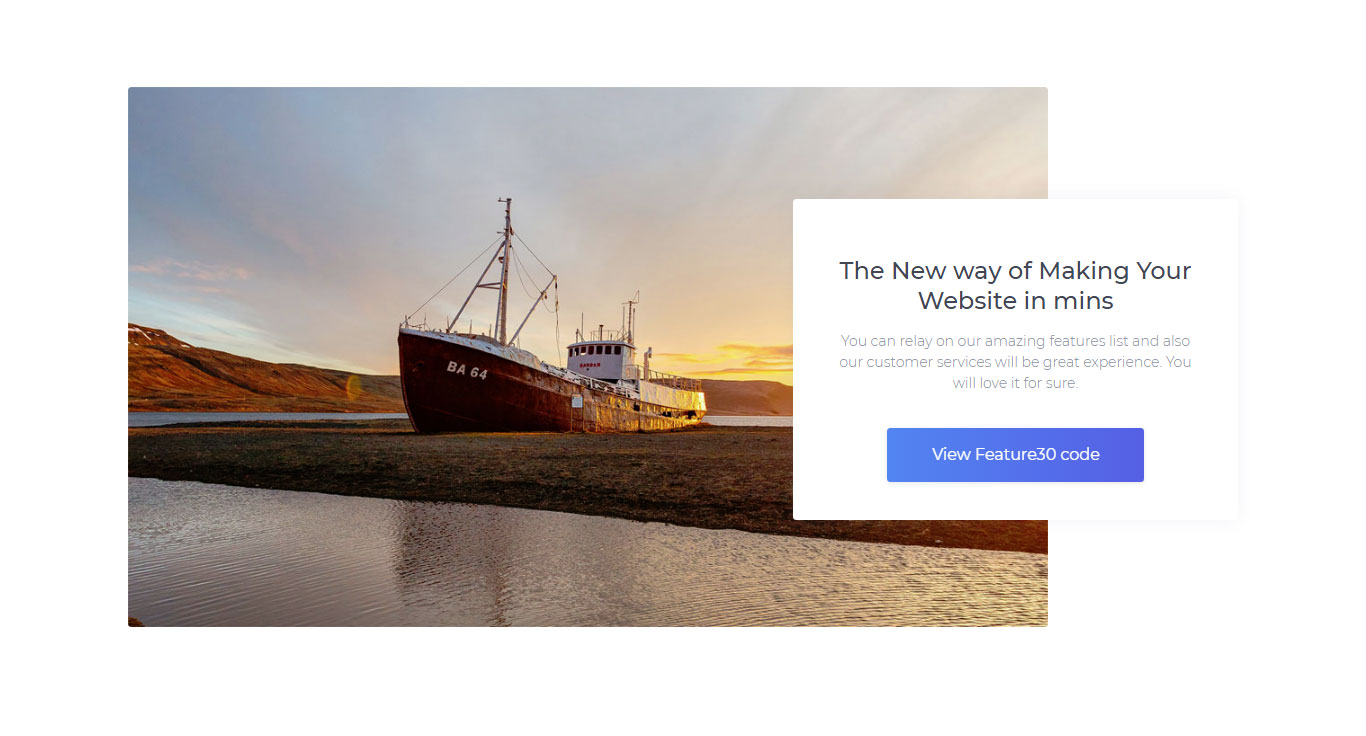 BA 64
GARDAR
The New way of Making Your
Website in mins
You can relay on our amazing features list and also
our customer services will be great experience. You
will love it for sure.
View Feature30 code